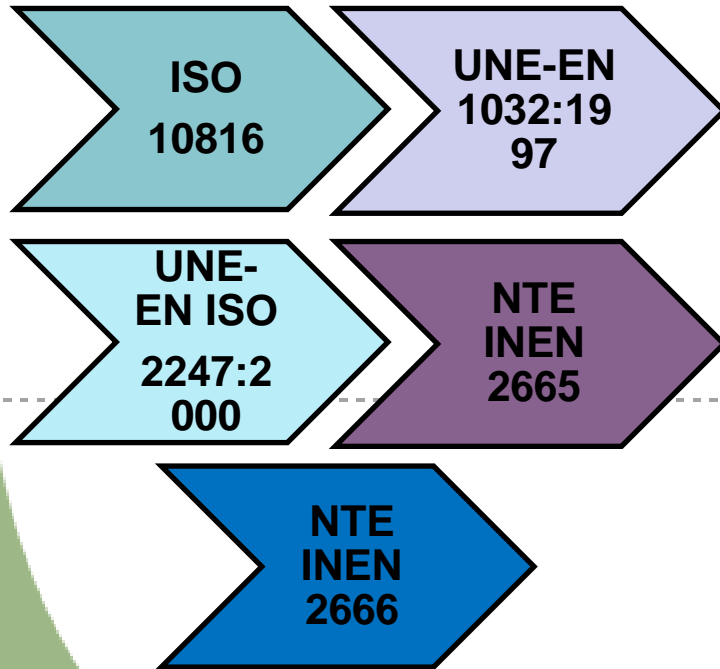 ISO
10816
UNE-EN
1032:19
97
UNE-
EN ISO
2247:2
000
NTE
INEN
2665
NTE
INEN
2666